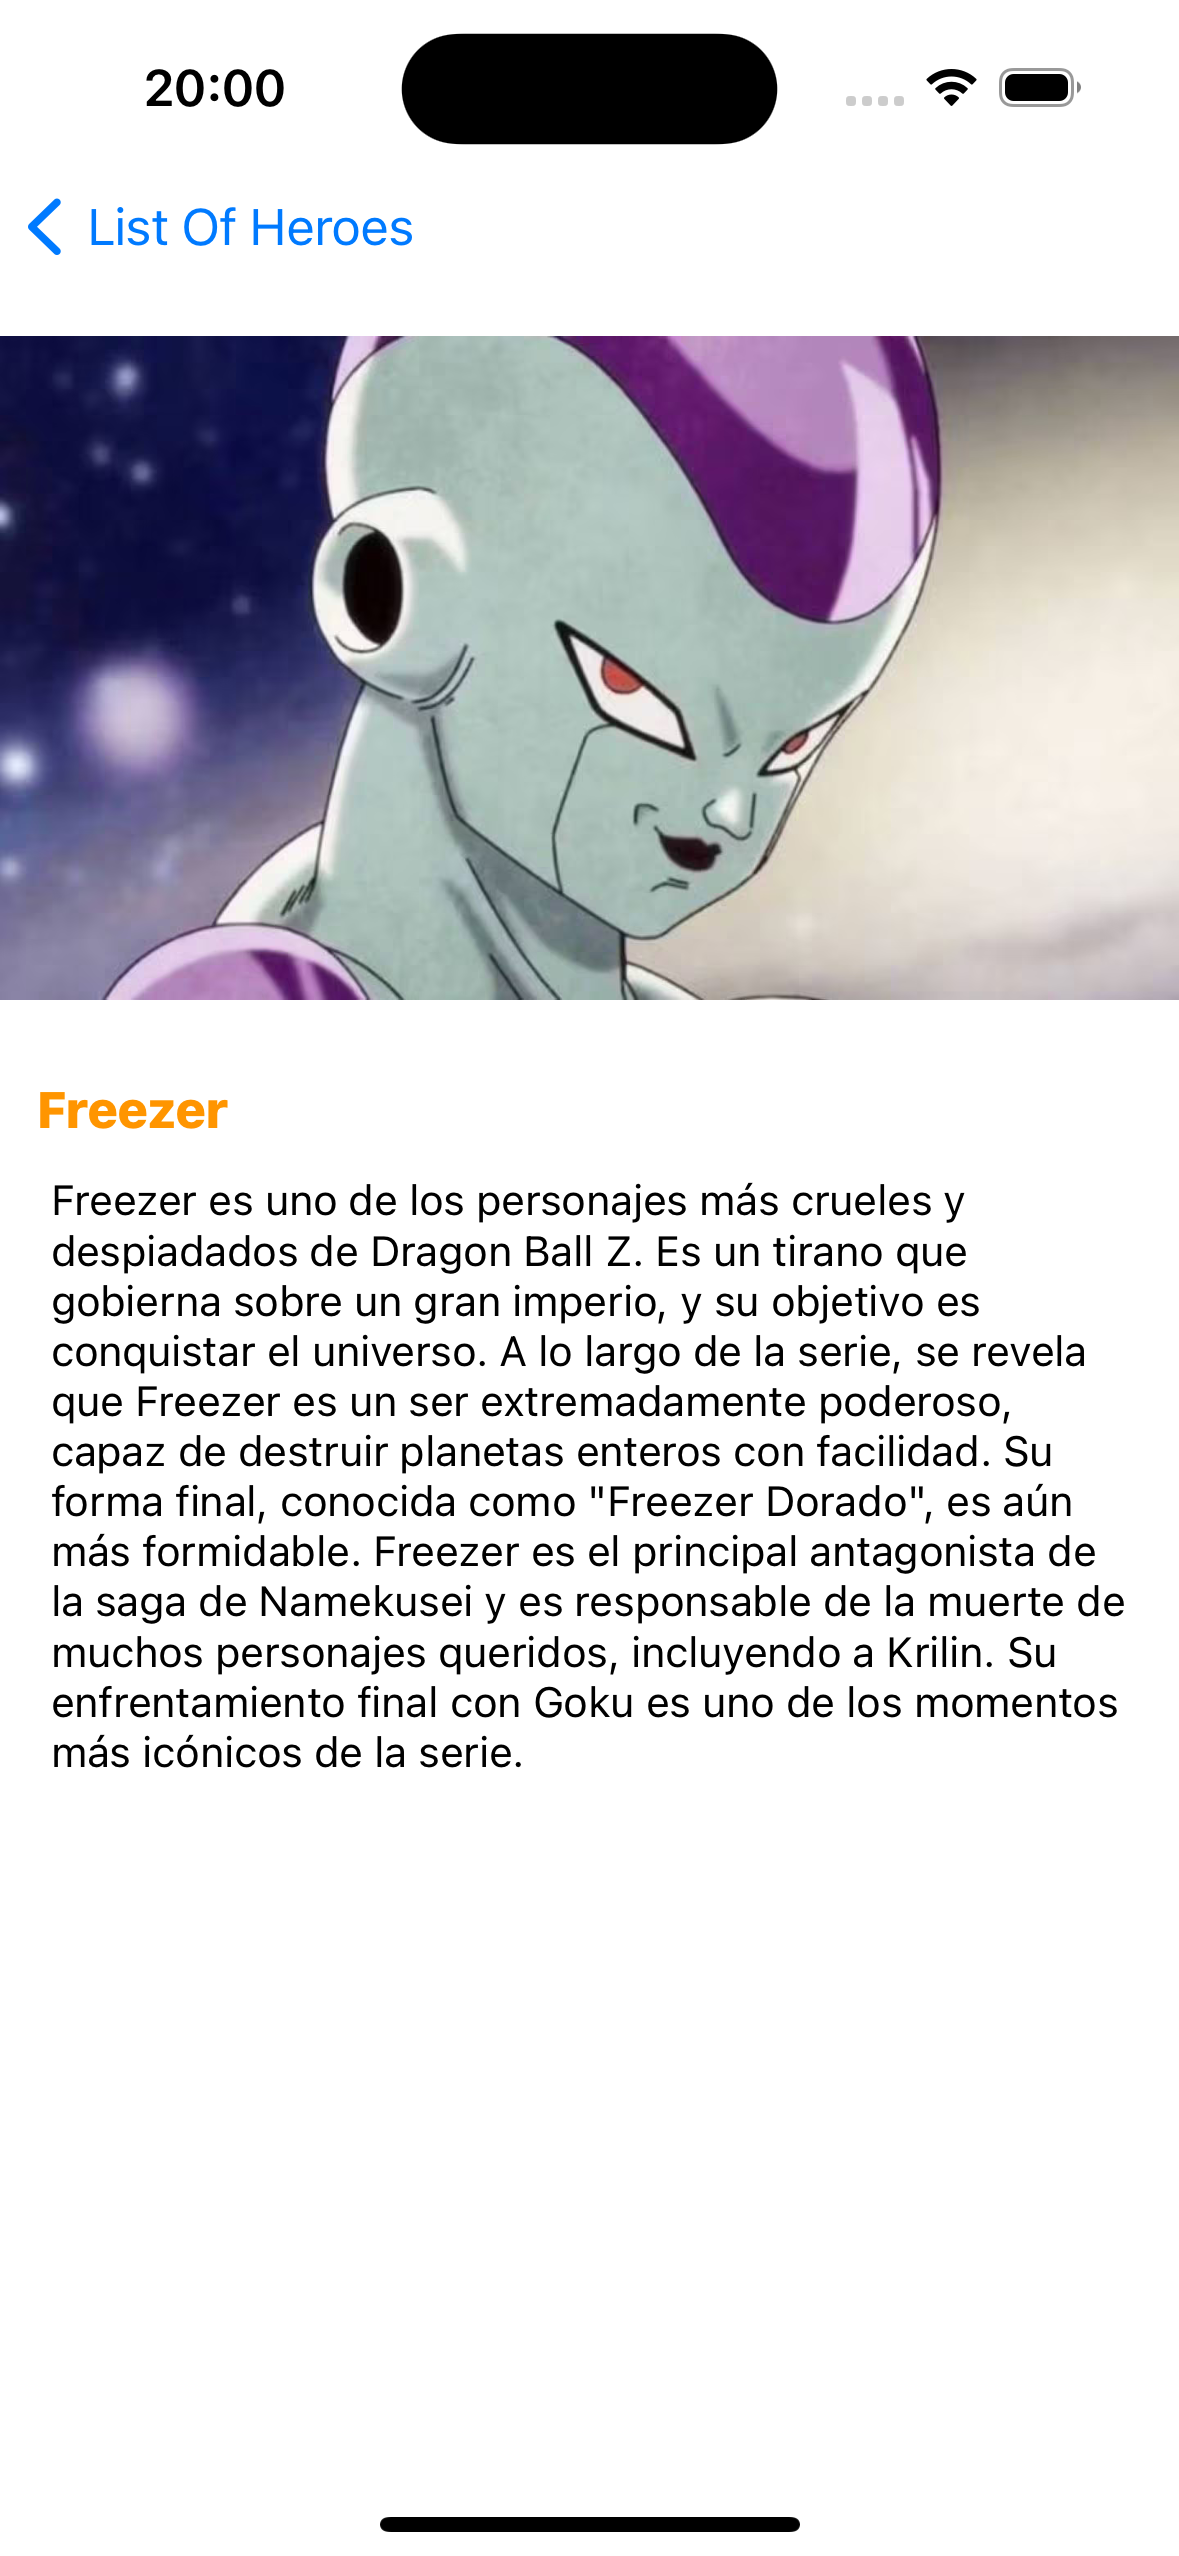 20:00
List Of Heroes
Freezer
Freezer es uno de los personajes más crueles y
despiadados de Dragon Ball Z. Es un tirano que
gobierna sobre un gran imperio, y su objetivo es
conquistar el universo. A lo largo de la serie, se revela
que Freezer es un ser extremadamente poderoso,
capaz de destruir planetas enteros con facilidad. Su
forma final, conocida como "Freezer Dorado", es aún
más formidable. Freezer es el principal antagonista de
la saga de Namekusei y es responsable de la muerte de
muchos personajes queridos, incluyendo a Krilin. Su
enfrentamiento final con Goku es uno de los momentos
más icónicos de la serie.